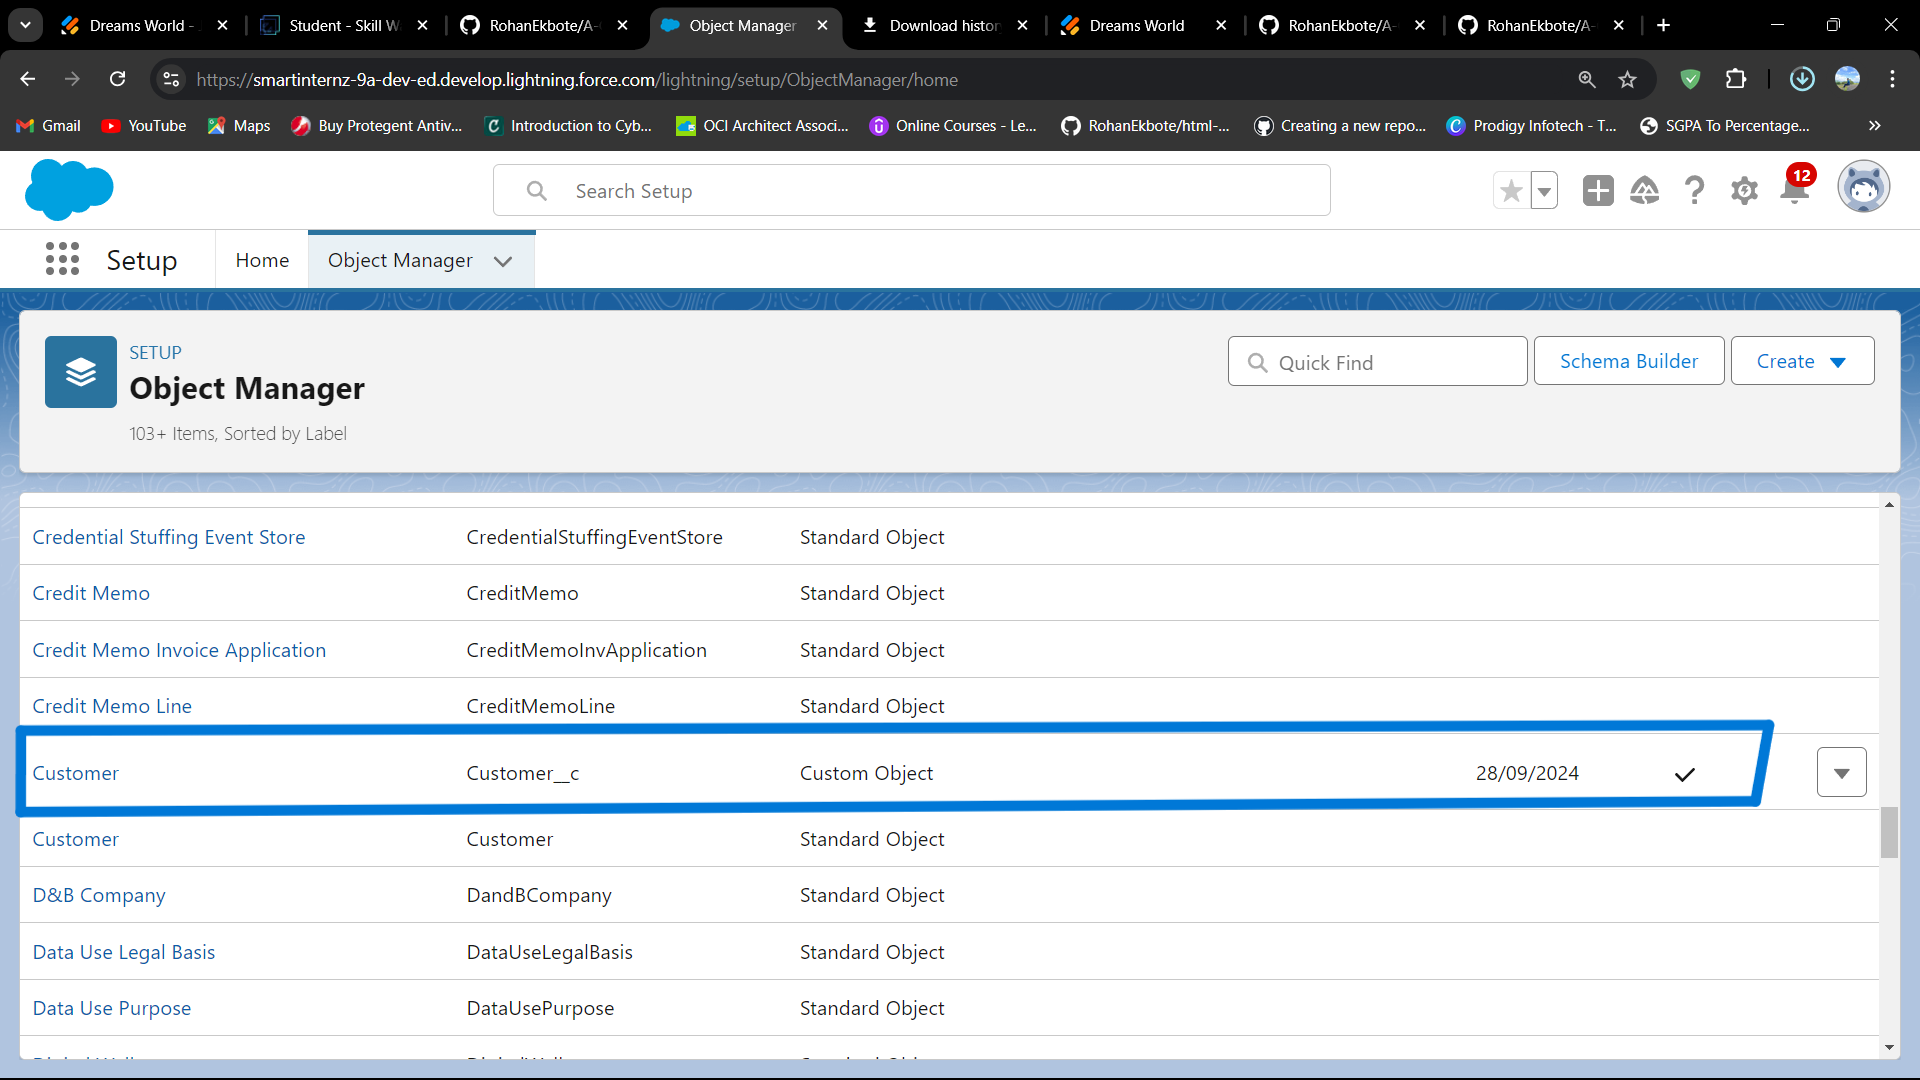 Dreams World -
Student - Skill W
RohanEkbote/A-
Object Manager
Download histor
Dreams World
RohanEkbote/A-
RohanEkbote/A-
https://smartinternz-9a-dev-ed.develop.lightning.force.com/lightning/setup/ObjectManager/home
Gmail
YouTube
Maps
Buy Protegent Antiv...
Introduction to Cyb...
OCI Architect Associ...
Online Courses - Le...
RohanEkbote/html-...
Creating a new repo...
Prodigy Infotech - T...
SGPA To Percentage...
Search Setup
12
Setup
Home
Object Manager
SETUP
Object Manager
103+ Items, Sorted by Label
Quick Find
Schema Builder
Create
Credential Stuffing Event Store CredentialStuffingEventStore Standard Object
Credit Memo CreditMemo Standard Object
Credit Memo Invoice Application CreditMemoInvApplication Standard Object
Credit Memo Line CreditMemoLine Standard Object
Customer Customer__c Custom Object 28/09/2024
Customer Customer Standard Object
D&B Company DandBCompany Standard Object
Data Use Legal Basis DataUseLegalBasis Standard Object
Data Use Purpose DataUsePurpose Standard Object